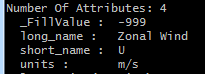 Number Of Attributes: 4
_FillValue :  -999
long_name :  Zonal Wind
short_name :  U
units :       m/s